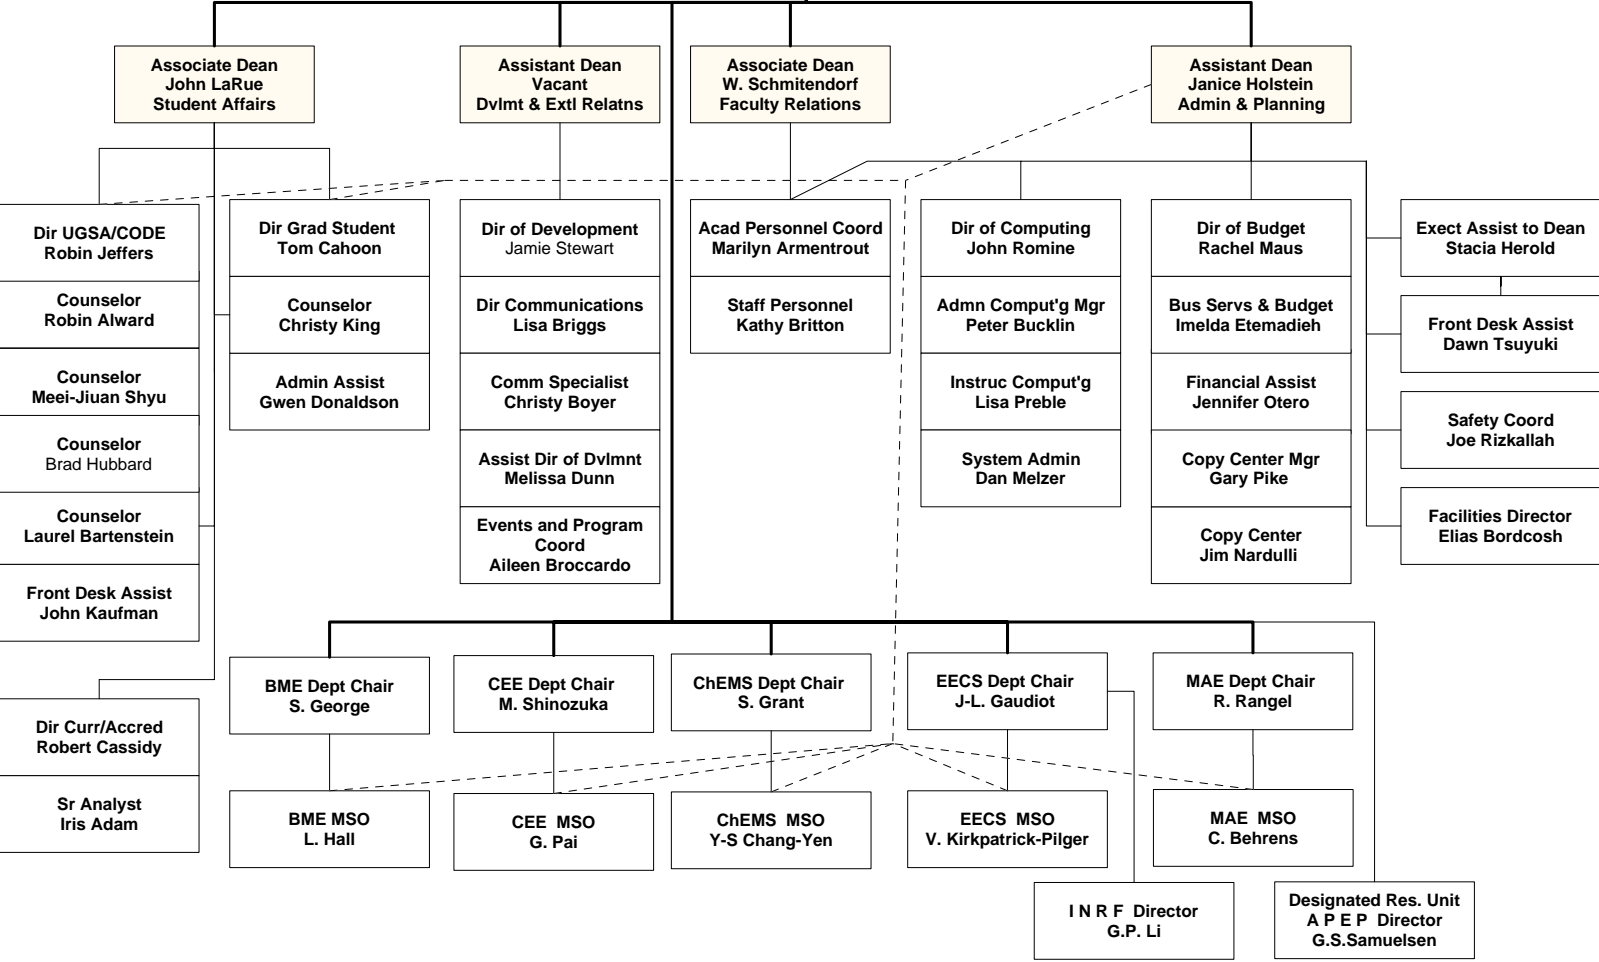 Associate Dean
John LaRue
Student Affairs
Assistant Dean
Vacant
Dvlmt & Extl Relatns
Associate Dean
W. Schmitendorf
Faculty Relations
Assistant Dean
Janice Holstein
Admin & Planning
Dir UGSA/CODE
Robin Jeffers
Counselor
Robin Alward
Counselor
Meei-Jiuan Shyu
Counselor
Brad Hubbard
Counselor
Laurel Bartenstein
Front Desk Assist
John Kaufman
Dir Curr/Accred
Robert Cassidy
Sr Analyst
Iris Adam
Dir Grad Student
Tom Cahoon
Counselor
Christy King
Admin Assist
Gwen Donaldson
Dir of Development
Jamie Stewart
Dir Communications
Lisa Briggs
Comm Specialist
Christy Boyer
Assist Dir of Dvlmnt
Melissa Dunn
Events and Program
Coord
Aileen Broccardo
Acad Personnel Coord
Marilyn Armentrout
Staff Personnel
Kathy Britton
Dir of Computing
John Romine
Admn Comput'g Mgr
Peter Bucklin
Instruc Comput'g
Lisa Preble
System Admin
Dan Melzer
Dir of Budget
Rachel Maus
Bus Servs & Budget
Imelda Etemadieh
Financial Assist
Jennifer Otero
Copy Center Mgr
Gary Pike
Copy Center
Jim Nardulli
Exect Assist to Dean
Stacia Herold
Front Desk Assist
Dawn Tsuyuki
Safety Coord
Joe Rizkallah
Facilities Director
Elias Bordcosh
BME Dept Chair
S. George
CEE Dept Chair
M. Shinozuka
ChEMS Dept Chair
S. Grant
EECS Dept Chair
J-L. Gaudiot
MAE Dept Chair
R. Rangel
BME MSO
L. Hall
CEE  MSO
G. Pai
ChEMS  MSO
Y-S Chang-Yen
EECS  MSO
V. Kirkpatrick-Pilger
MAE  MSO
C. Behrens
I N R F  Director
G.P. Li
Designated Res. Unit
A P E P  Director
G.S.Samuelsen